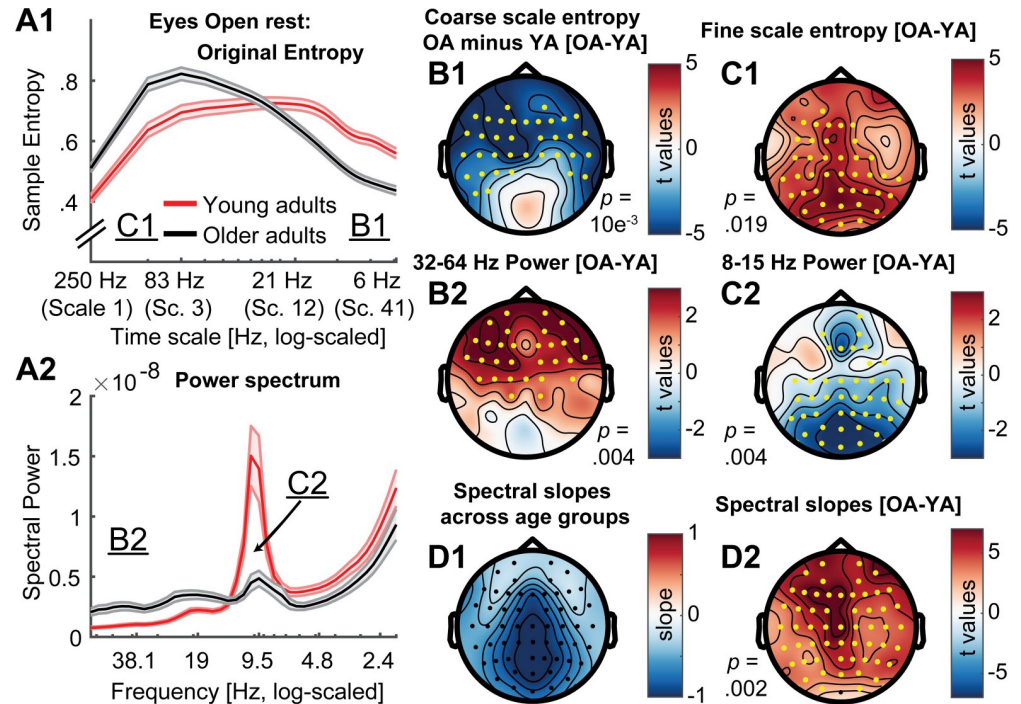 A1
Eyes Open rest:
Original Entropy
Sample Entropy
.8
.6
.4
Young adults
Older adults
C1
B1
250 Hz
83 Hz
21 Hz
6 Hz
(Scale 1)
(Sc. 3)
(Sc. 12)
(Sc. 41)
Time scale [Hz, log-scaled]
Coarse scale entropy
OA minus YA [OA-YA]
B1
p =
10e⁻³
5
0
-5
t values
Fine scale entropy [OA-YA]
C1
p =
.019
5
0
-5
t values
A2
×10⁻⁸
Power spectrum
Spectral Power
2
1.5
1
0.5
0
B2
C2
38.1
19
9.5
4.8
2.4
Frequency [Hz, log-scaled]
32-64 Hz Power [OA-YA]
B2
p =
.004
2
0
-2
t values
8-15 Hz Power [OA-YA]
C2
p =
.004
2
0
-2
t values
Spectral slopes
across age groups
D1
1
0
-1
slope
Spectral slopes [OA-YA]
D2
p =
.002
5
0
-5
t values